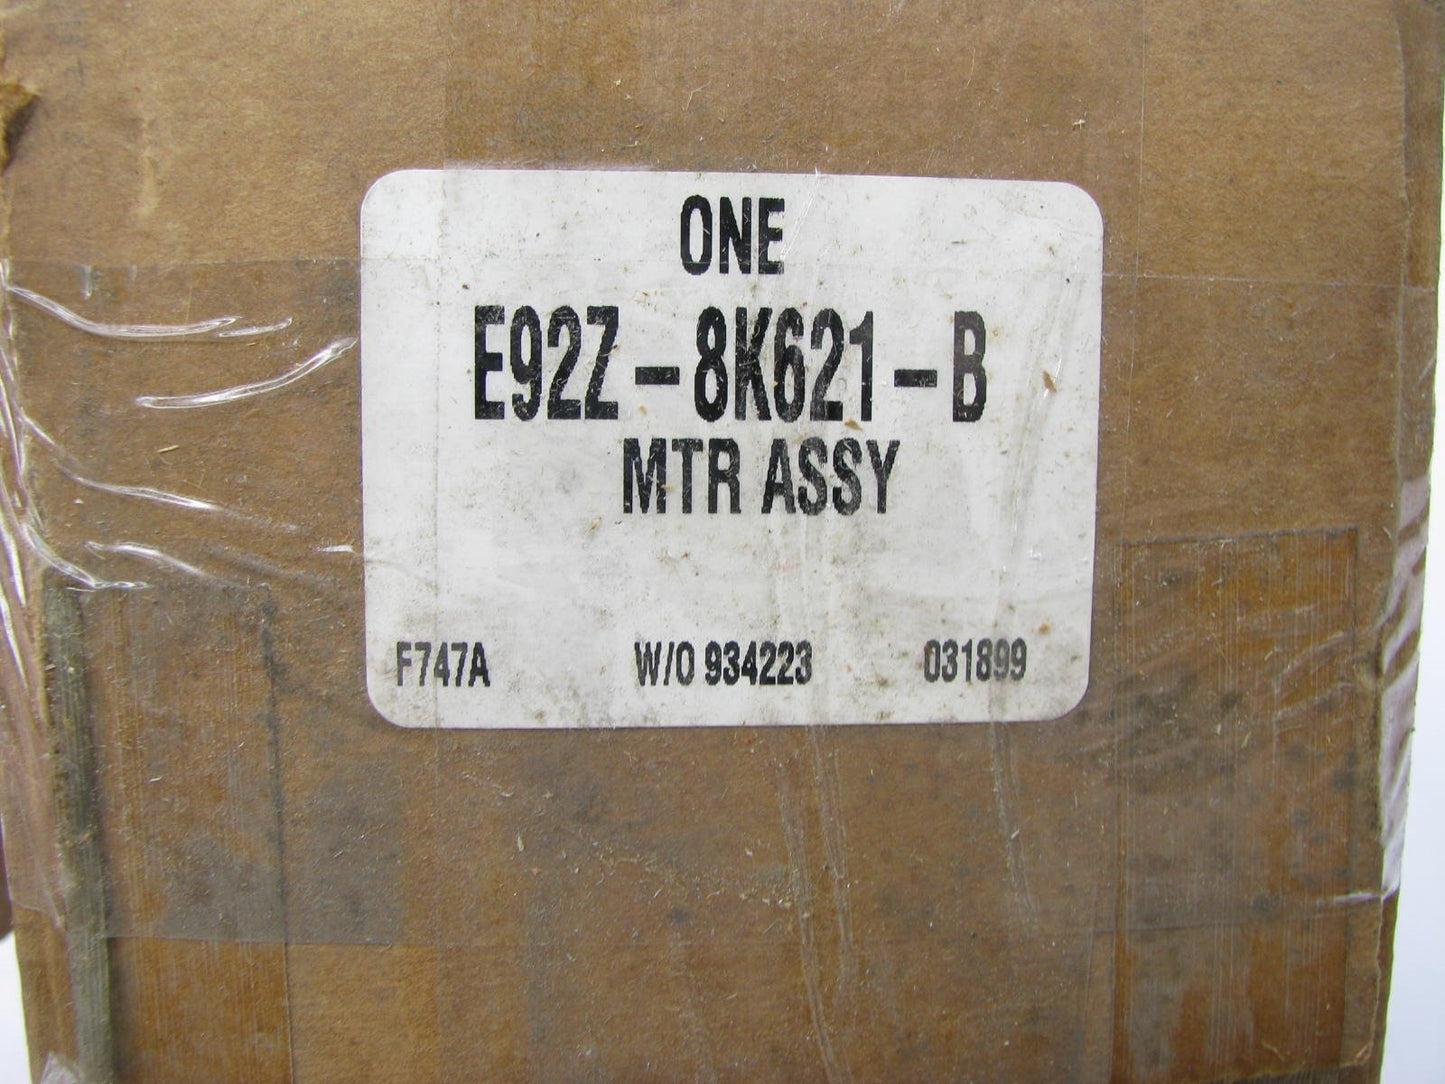 ONE
E92Z-8K621-B
MTR ASSY
F747A W/O 934223 031899